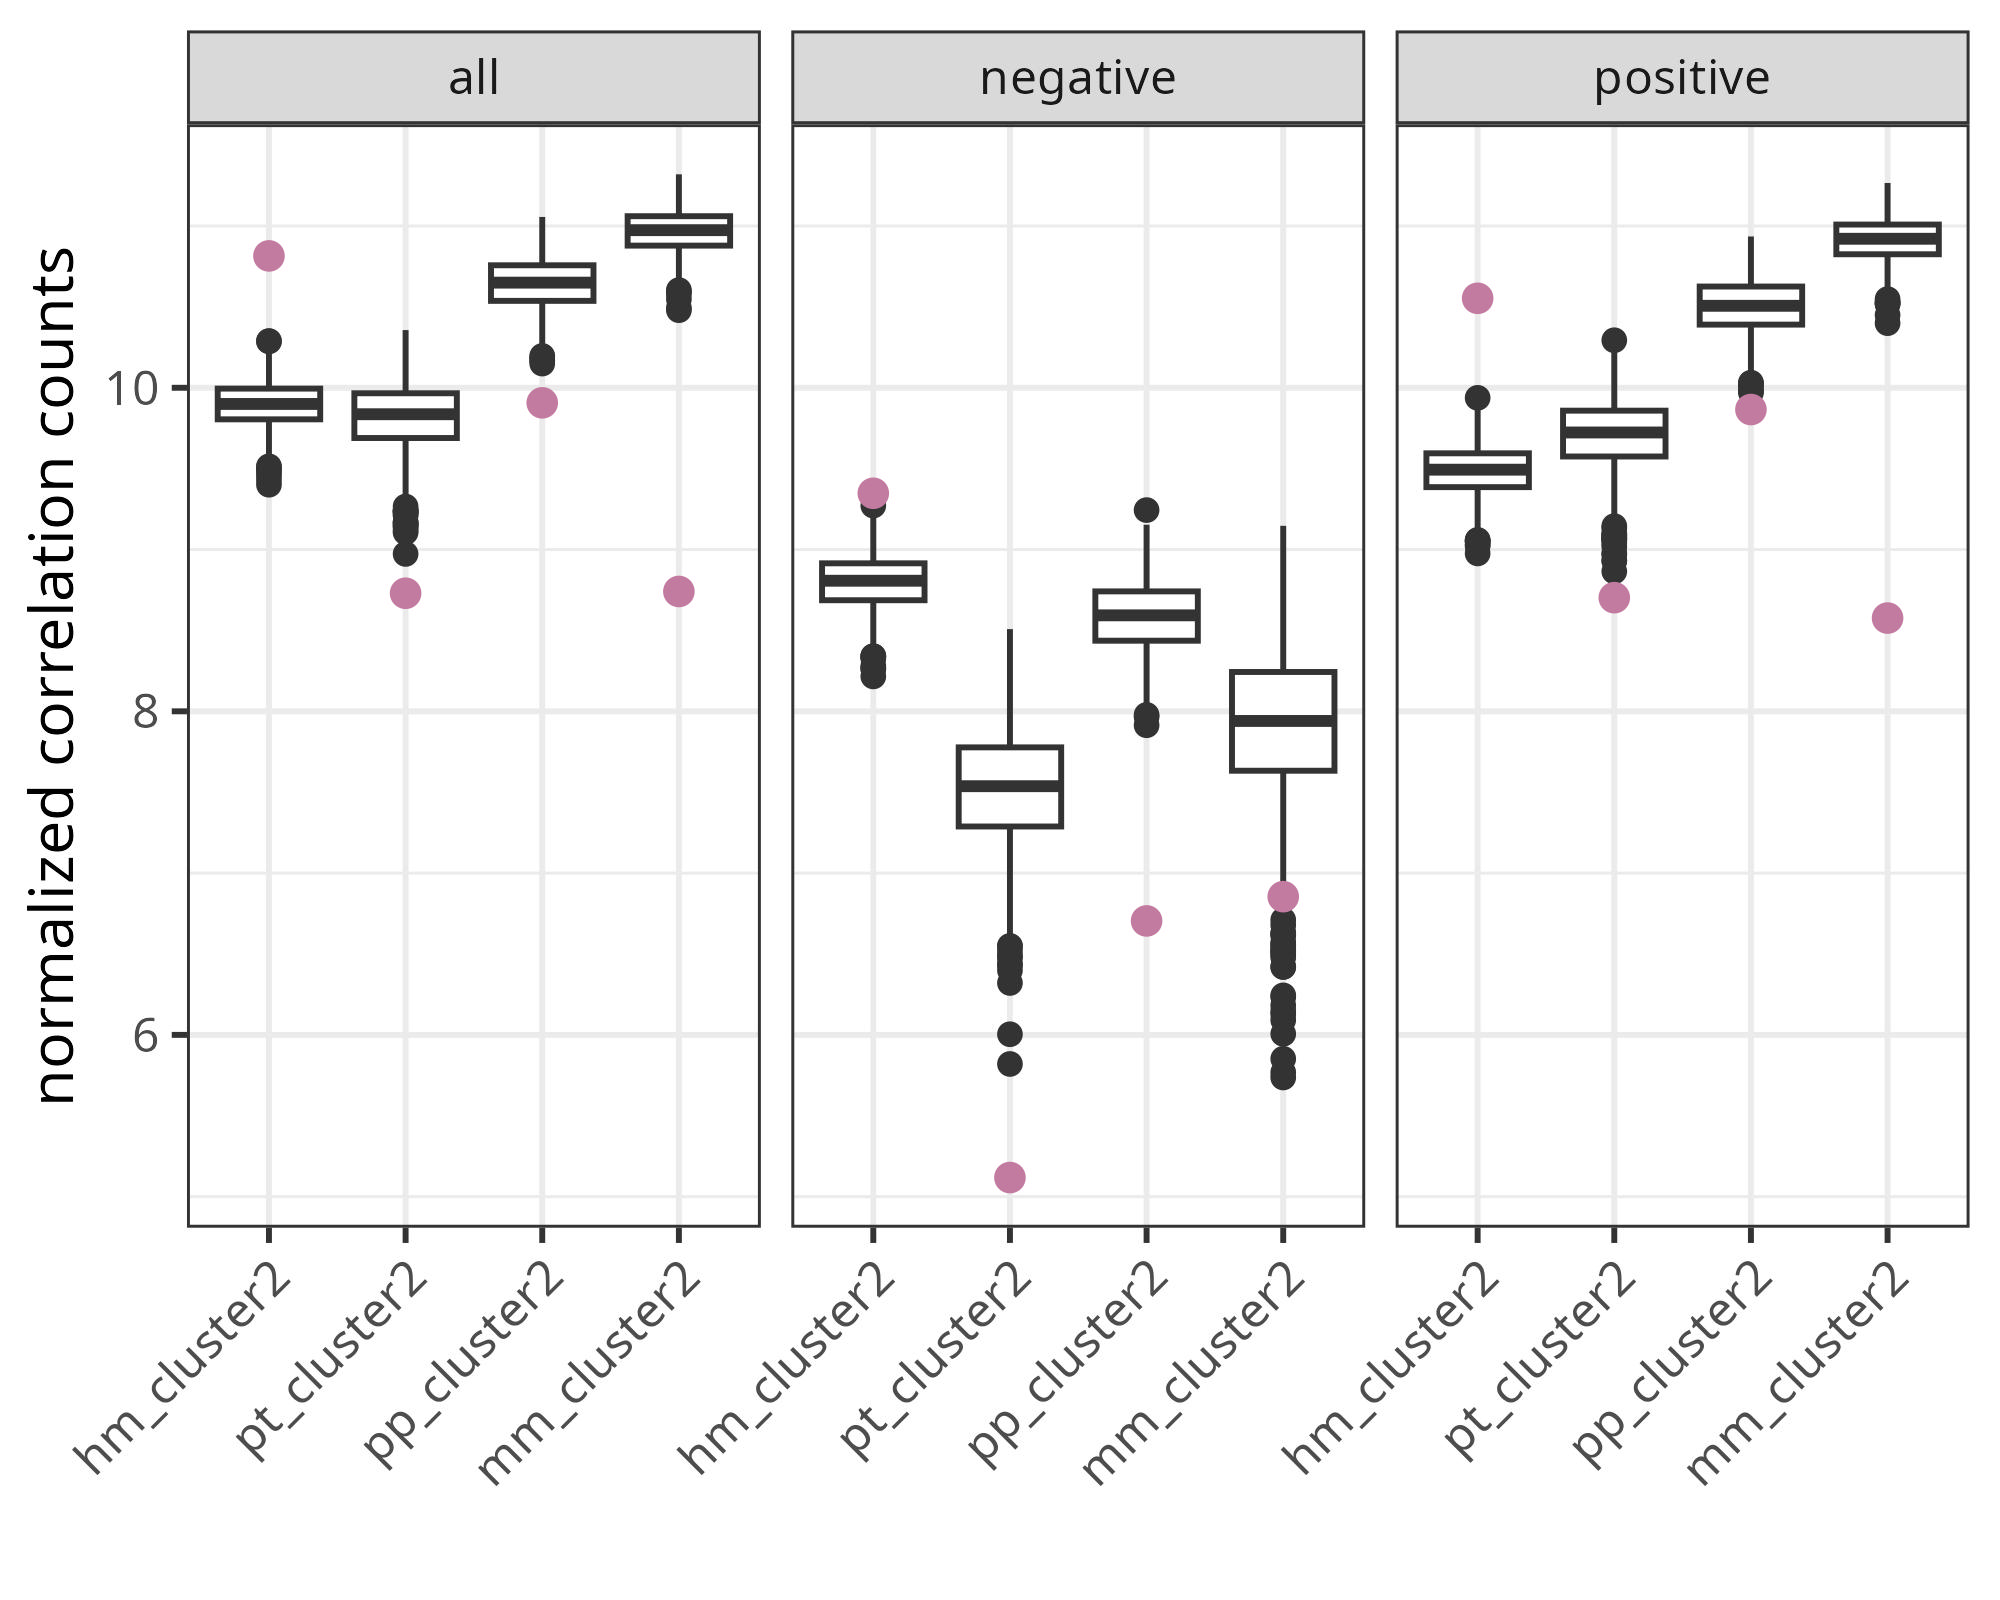 all
negative
positive
normalized correlation counts
10
8
6
hm_cluster2
pt_cluster2
pp_cluster2
mm_cluster2
hm_cluster2
pt_cluster2
pp_cluster2
mm_cluster2
hm_cluster2
pt_cluster2
pp_cluster2
mm_cluster2